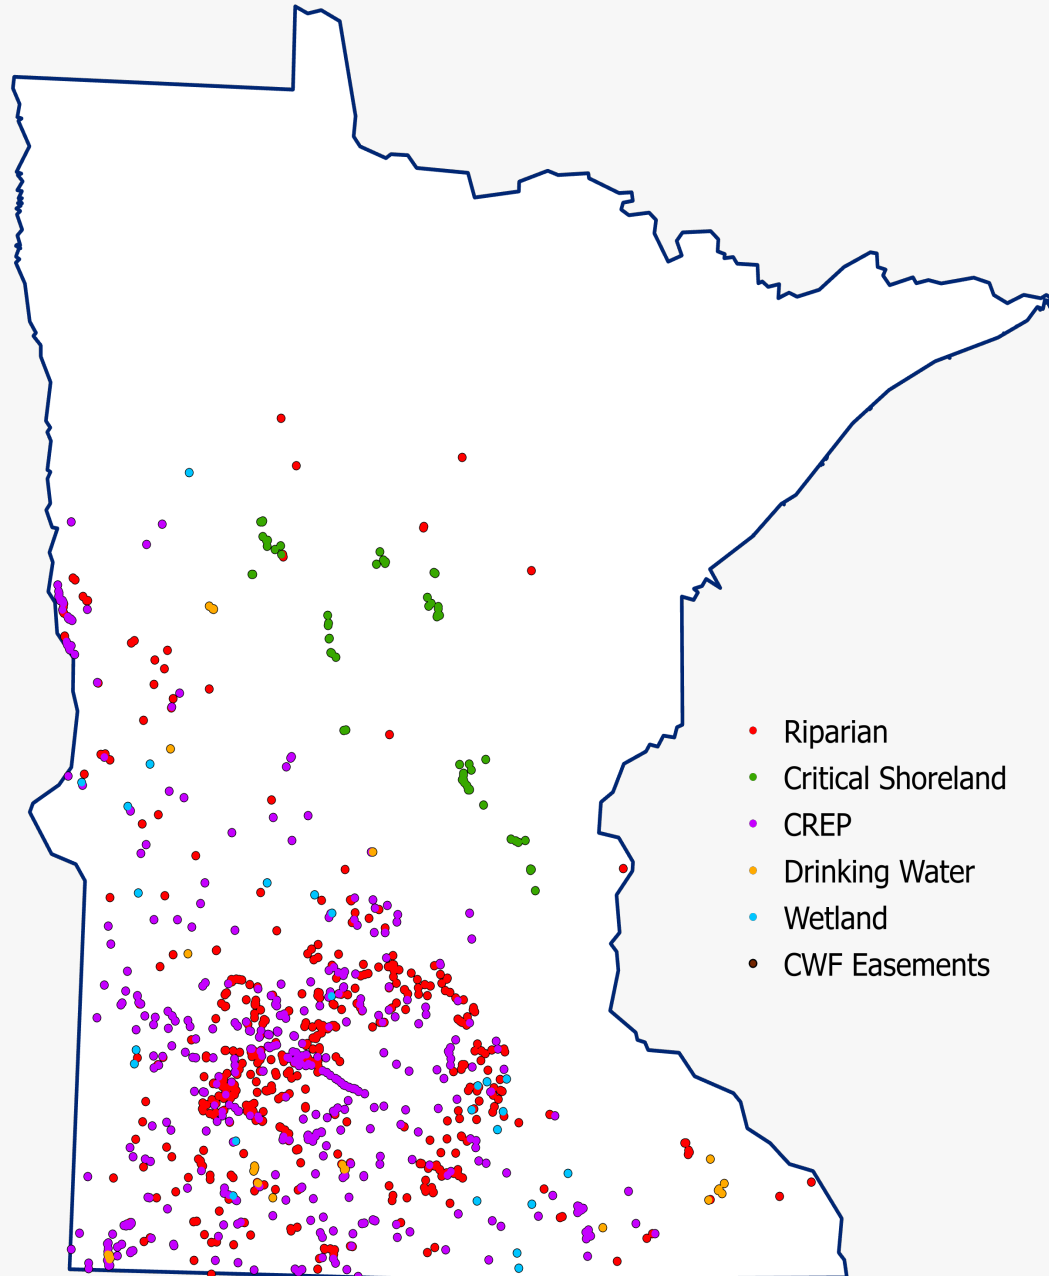 Riparian
Critical Shoreland
CREP
Drinking Water
Wetland
CWF Easements